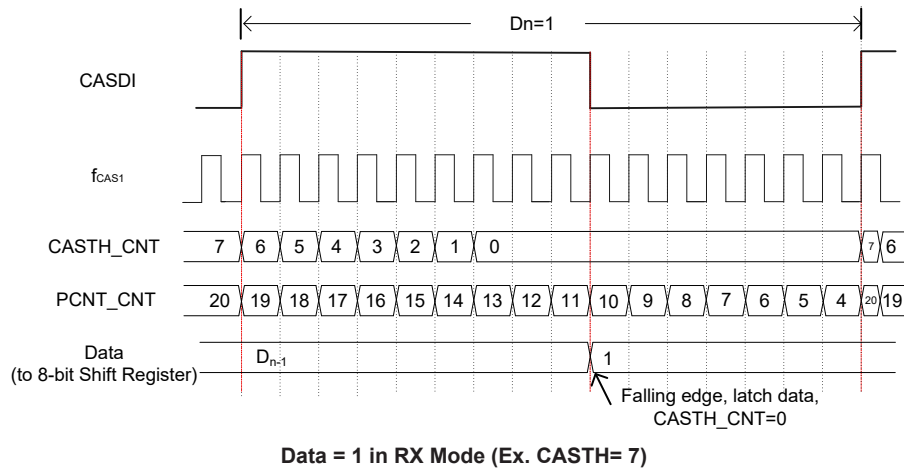 Dn=1
CASDI
fCAS1
CASTH_CNT 7 6 5 4 3 2 1 0 7 6
PCNT_CNT 20 19 18 17 16 15 14 13 12 11 10 9 8 7 6 5 4 20 19
Data
(to 8-bit Shift Register)
Dn-1 1
Falling edge, latch data,
CASTH_CNT=0
Data = 1 in RX Mode (Ex. CASTH= 7)